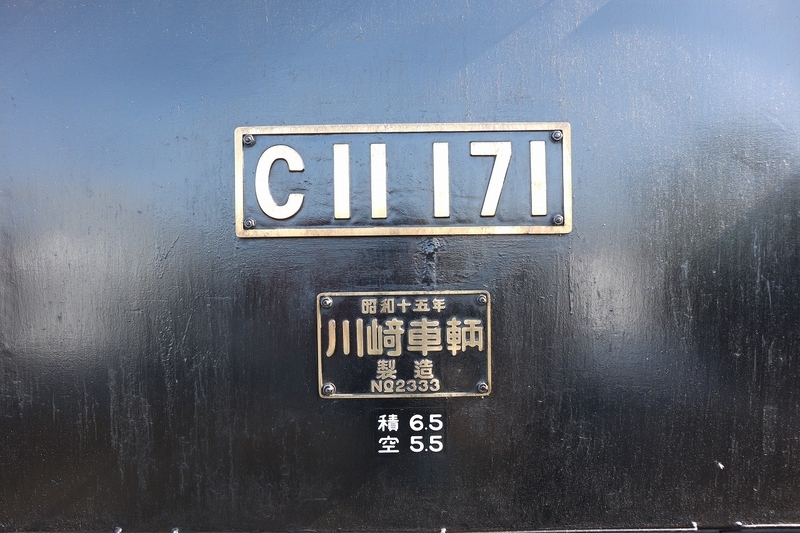 C11 171
昭和十五年
川崎車輌
製造
No2333
積 6.5
空 5.5